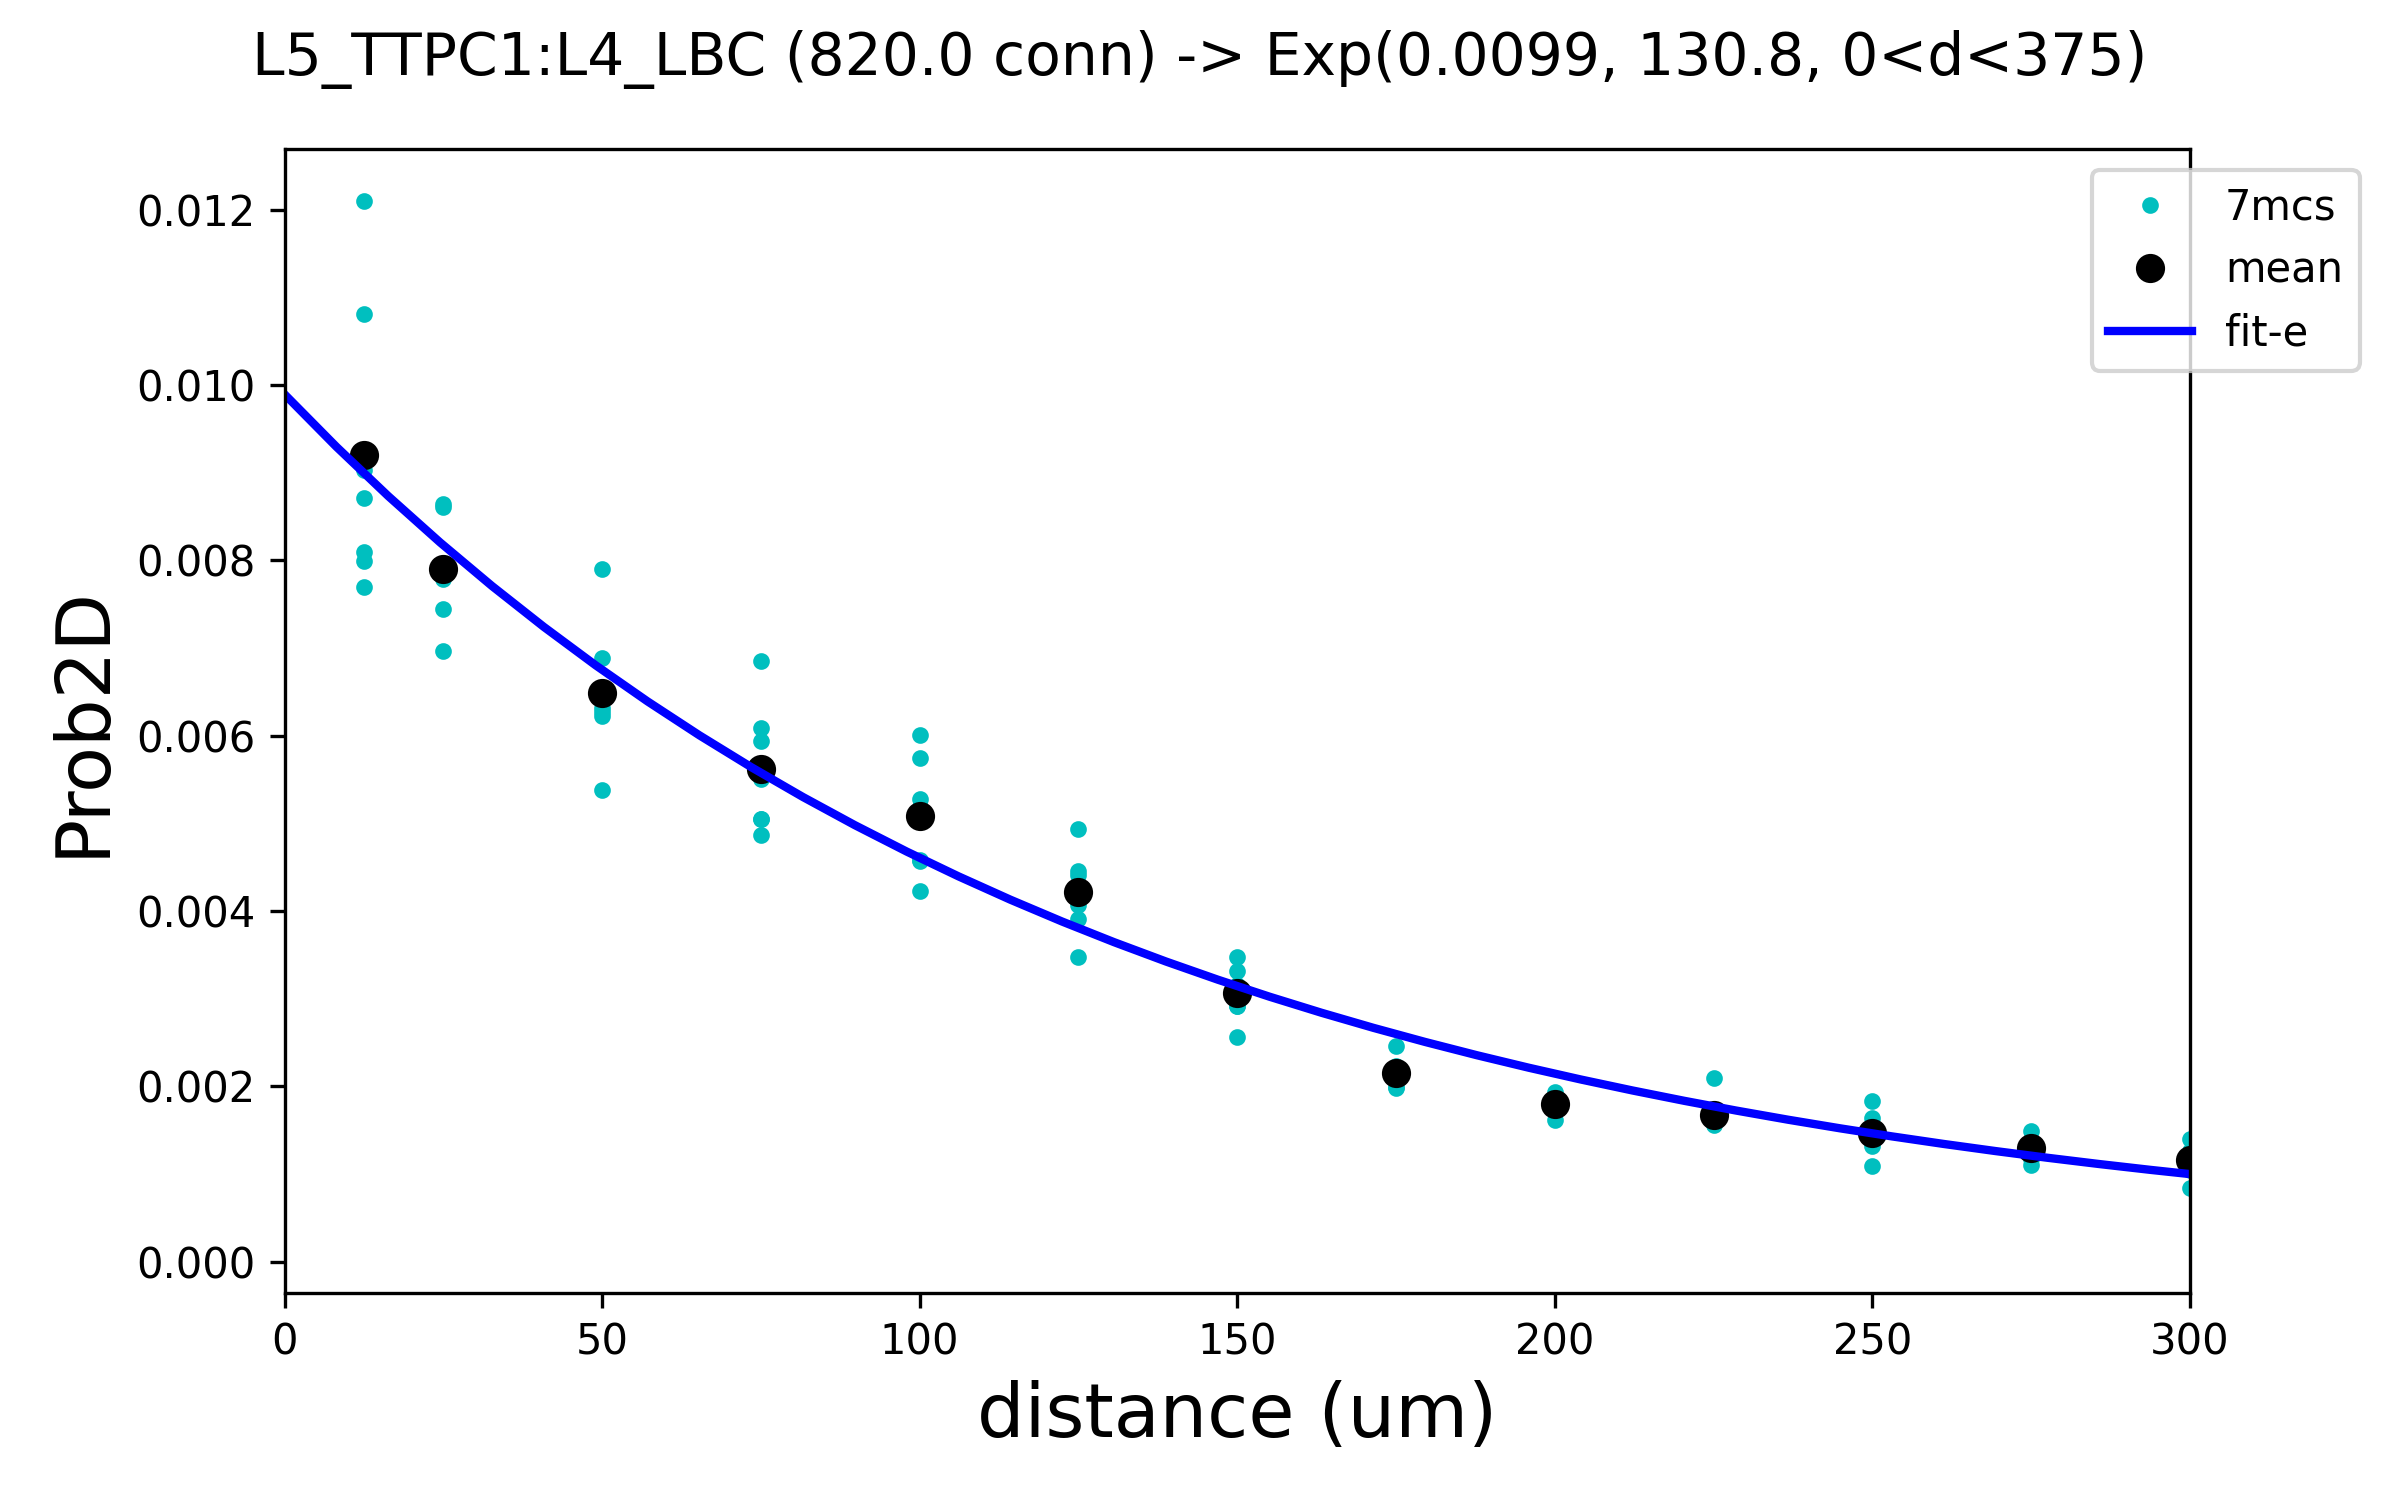 L5_TTPC1:L4_LBC (820.0 conn) -> Exp(0.0099, 130.8, 0<d<375)
7mcs
mean
fit-e
0.012
0.010
0.008
0.006
0.004
0.002
0.000
Prob2D
0 50 100 150 200 250 300
distance (um)